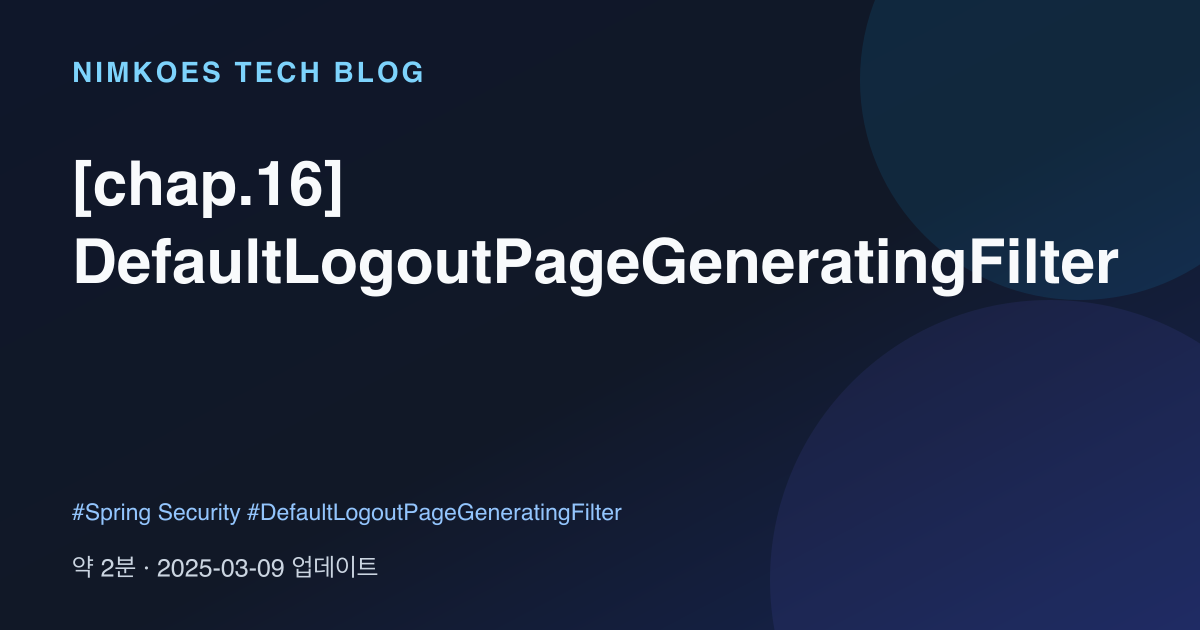 NIMKOES TECH BLOG
[chap.16]
DefaultLogoutPageGeneratingFilter
#Spring Security #DefaultLogoutPageGeneratingFilter
약 2분 · 2025-03-09 업데이트